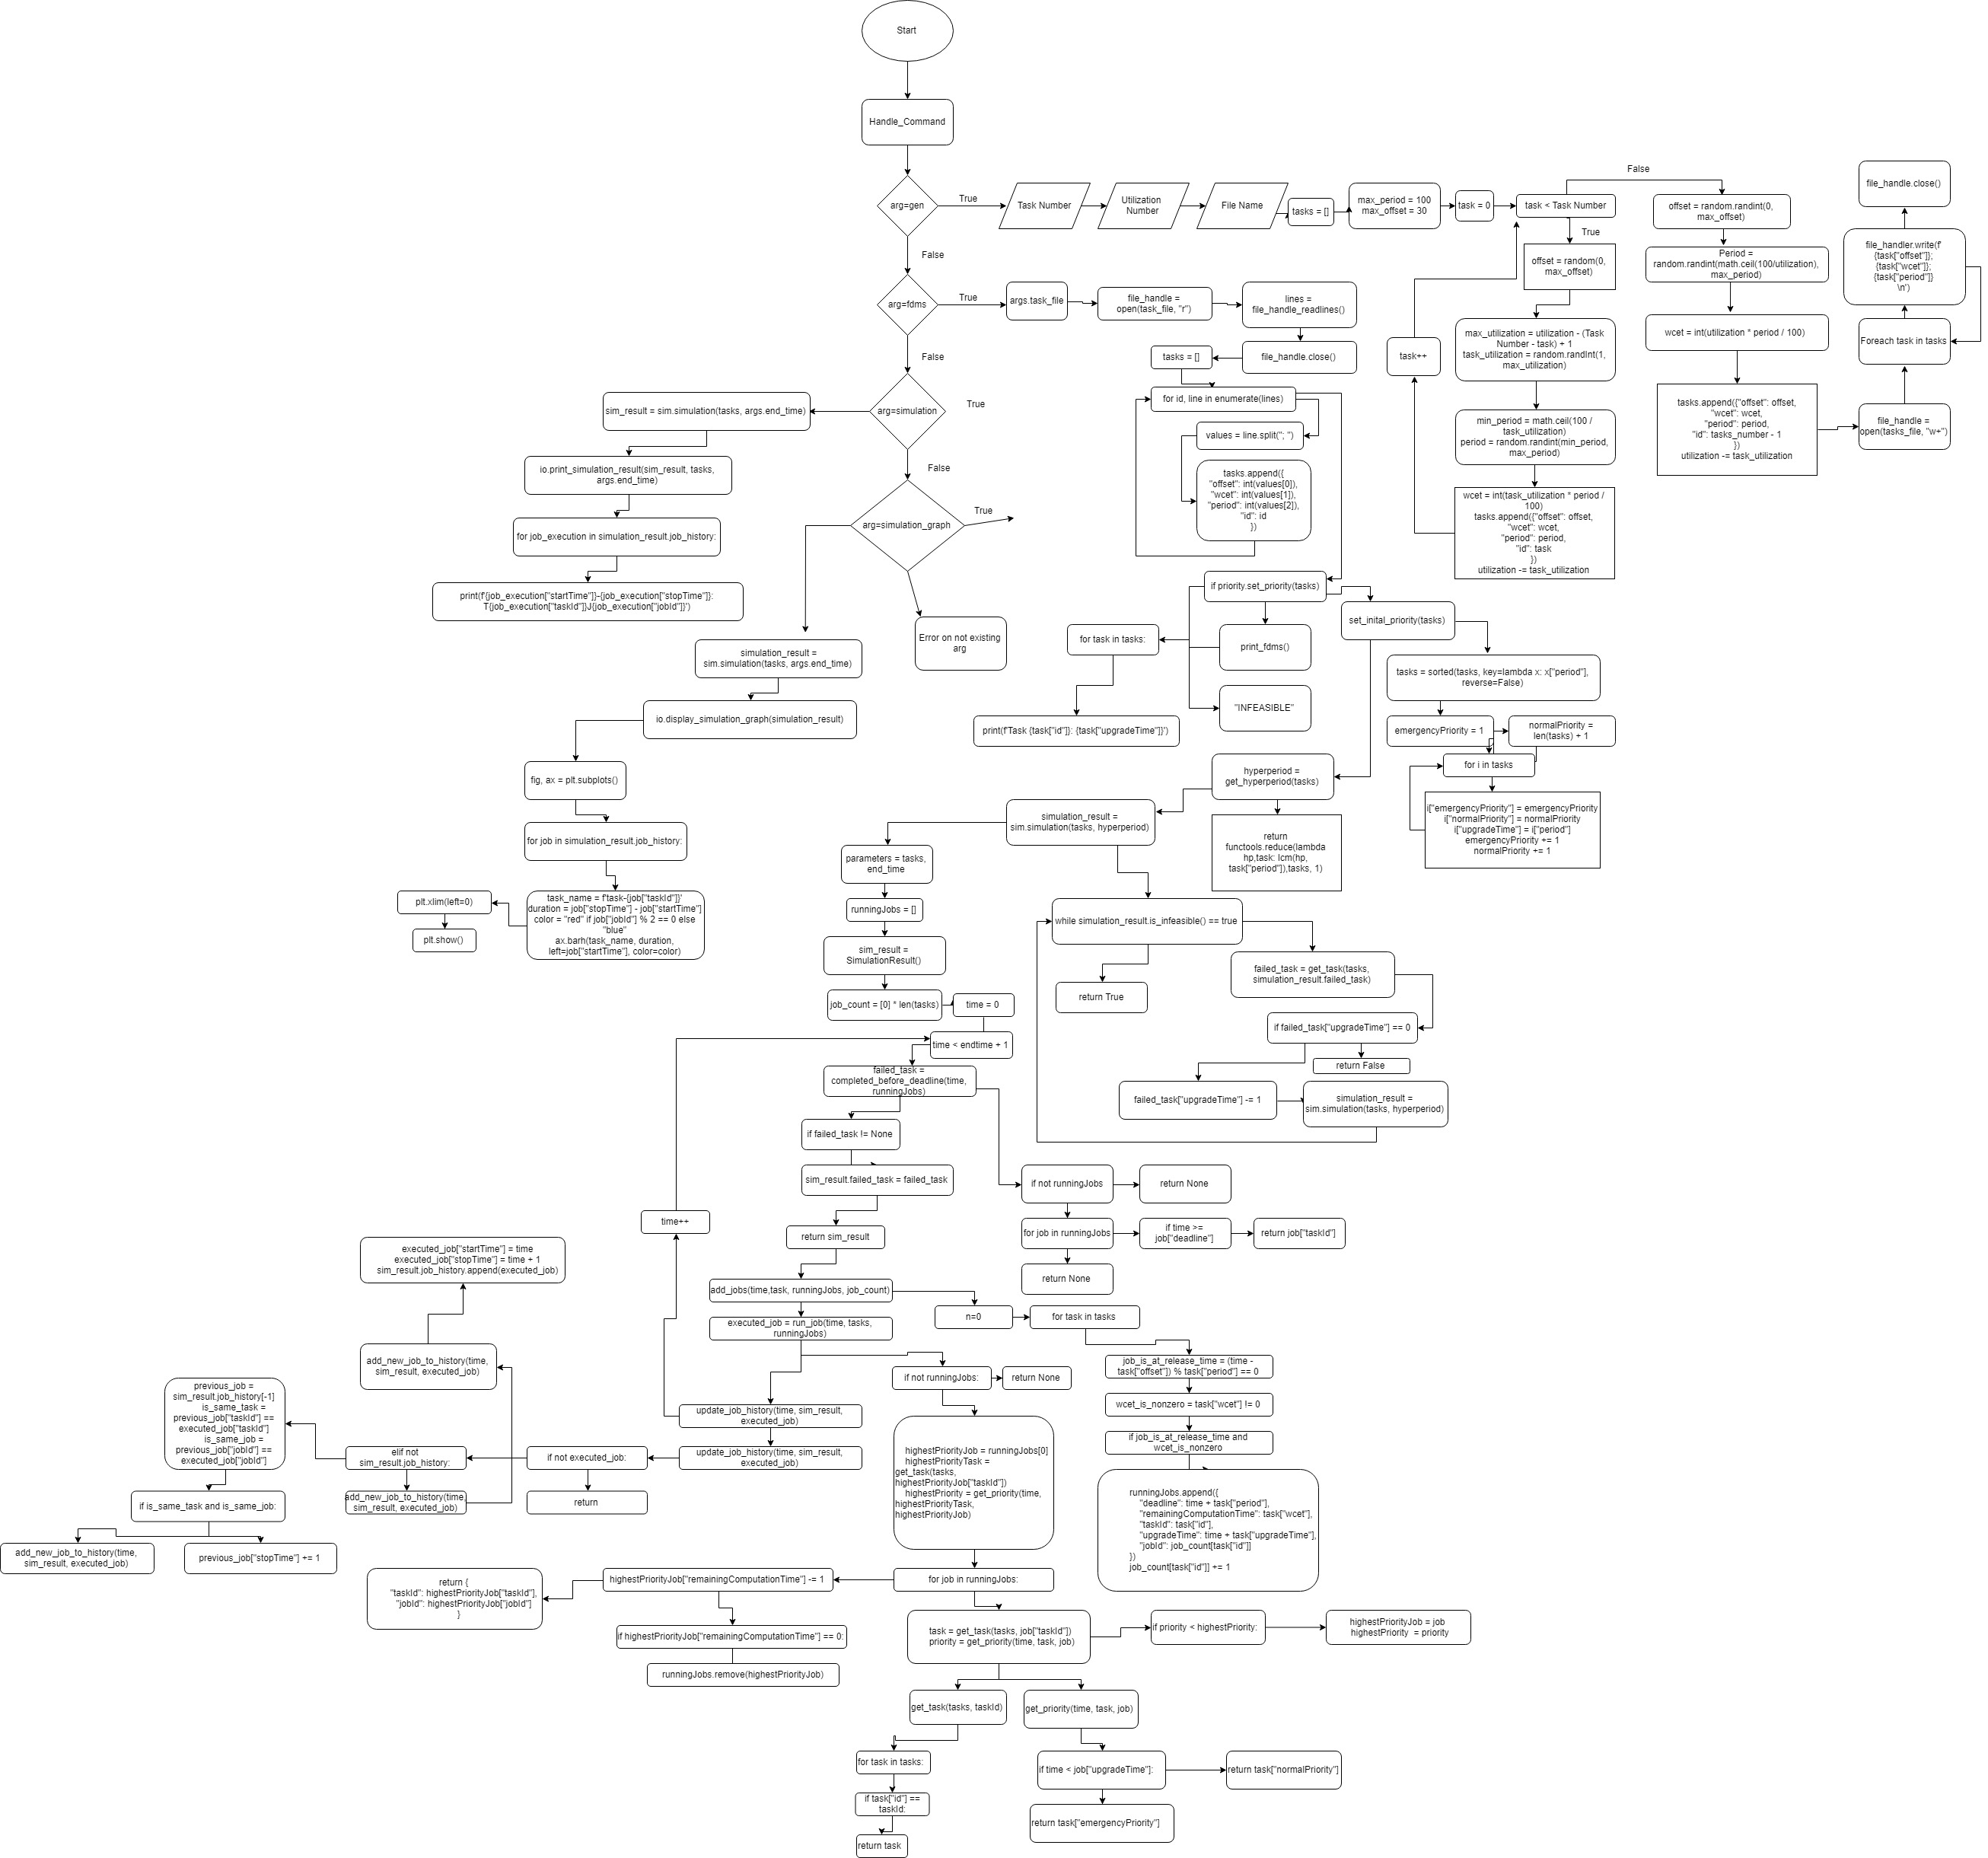 Start
Handle_Command
arg=gen
True
False
Task Number
Utilization
Number
File Name
tasks = []
max_period = 100
max_offset = 30
task = 0
task < Task Number
False
True
offset = random(0,
max_offset)
max_utilization = utilization - (Task
Number - task) + 1
task_utilization = random.randInt(1,
max_utilization)
min_period = math.ceil(100 /
task_utilization)
period = random.randint(min_period,
max_period)
wcet = int(task_utilization * period /
100)
tasks.append({"offset": offset,
"wcet": wcet,
"period": period,
"id": task
})
utilization -= task_utilization
task++
offset = random.randint(0,
max_offset)
Period =
random.randint(math.ceil(100/utilization),
max_period)
wcet = int(utilization * period / 100)
tasks.append({"offset": offset,
"wcet": wcet,
"period": period,
"id": tasks_number - 1
})
utilization -= task_utilization
file_handle =
open(tasks_file, "w+")
Foreach task in tasks
file_handler.write(f'
{task["offset"]};
{task["wcet"]};
{task["period"]}
\n')
file_handle.close()
arg=fdms
True
False
args.task_file
file_handle =
open(task_file, "r")
lines =
file_handle_readlines()
file_handle.close()
tasks = []
for id, line in enumerate(lines)
values = line.split("; ")
tasks.append({
"offset": int(values[0]),
"wcet": int(values[1]),
"period": int(values[2]),
"id": id
})
if priority.set_priority(tasks)
print_fdms()
"INFEASIBLE"
for task in tasks:
print(f'Task {task["id"]}: {task["upgradeTime"]}')
set_inital_priority(tasks)
tasks = sorted(tasks, key=lambda x: x["period"],
reverse=False)
emergencyPriority = 1
normalPriority =
len(tasks) + 1
for i in tasks
i["emergencyPriority"] = emergencyPriority
i["normalPriority"] = normalPriority
i["upgradeTime"] = i["period"]
emergencyPriority += 1
normalPriority += 1
hyperperiod =
get_hyperperiod(tasks)
return
functools.reduce(lambda
hp,task: lcm(hp,
task["period"]),tasks, 1)
simulation_result =
sim.simulation(tasks, hyperperiod)
while simulation_result.is_infeasible() == true
return True
failed_task = get_task(tasks,
simulation_result.failed_task)
if failed_task["upgradeTime"] == 0
return False
failed_task["upgradeTime"] -= 1
simulation_result =
sim.simulation(tasks, hyperperiod)
arg=simulation
True
False
sim_result = sim.simulation(tasks, args.end_time)
io.print_simulation_result(sim_result, tasks,
args.end_time)
for job_execution in simulation_result.job_history:
print(f'{job_execution["startTime"]}-{job_execution["stopTime"]}:
T{job_execution["taskId"]}J{job_execution["jobId"]}')
arg=simulation_graph
True
Error on not existing
arg
simulation_result =
sim.simulation(tasks, args.end_time)
io.display_simulation_graph(simulation_result)
fig, ax = plt.subplots()
for job in simulation_result.job_history:
task_name = f'task-{job["taskId"]}'
duration = job["stopTime"] - job["startTime"]
color = "red" if job["jobId"] % 2 == 0 else
"blue"
ax.barh(task_name, duration,
left=job["startTime"], color=color)
plt.xlim(left=0)
plt.show()
parameters = tasks,
end_time
runningJobs = []
sim_result =
SimulationResult()
job_count = [0] * len(tasks)
time = 0
time < endtime + 1
failed_task =
completed_before_deadline(time,
runningJobs)
if failed_task != None
sim_result.failed_task = failed_task
return sim_result
if not runningJobs
return None
for job in runningJobs
if time >=
job["deadline"]
return job["taskId"]
return None
add_jobs(time,task, runningJobs, job_count)
n=0
for task in tasks
job_is_at_release_time = (time -
task["offset"]) % task["period"] == 0
wcet_is_nonzero = task["wcet"] != 0
if job_is_at_release_time and
wcet_is_nonzero
runningJobs.append({
"deadline": time + task["period"],
"remainingComputationTime": task["wcet"],
"taskId": task["id"],
"upgradeTime": time + task["upgradeTime"],
"jobId": job_count[task["id"]]
})
job_count[task["id"]] += 1
executed_job = run_job(time, tasks,
runningJobs)
time++
update_job_history(time, sim_result,
executed_job)
update_job_history(time, sim_result,
executed_job)
if not executed_job:
return
elif not
sim_result.job_history:
add_new_job_to_history(time,
sim_result, executed_job)
add_new_job_to_history(time,
sim_result, executed_job)
executed_job["startTime"] = time
executed_job["stopTime"] = time + 1
sim_result.job_history.append(executed_job)
previous_job =
sim_result.job_history[-1]
is_same_task =
previous_job["taskId"] ==
executed_job["taskId"]
is_same_job =
previous_job["jobId"] ==
executed_job["jobId"]
if is_same_task and is_same_job:
add_new_job_to_history(time,
sim_result, executed_job)
previous_job["stopTime"] += 1
if not runningJobs:
return None
highestPriorityJob = runningJobs[0]
highestPriorityTask =
get_task(tasks,
highestPriorityJob["taskId"])
highestPriority = get_priority(time,
highestPriorityTask,
highestPriorityJob)
for job in runningJobs:
highestPriorityJob["remainingComputationTime"] -= 1
return {
"taskId": highestPriorityJob["taskId"],
"jobId": highestPriorityJob["jobId"]
}
if highestPriorityJob["remainingComputationTime"] == 0:
runningJobs.remove(highestPriorityJob)
task = get_task(tasks, job["taskId"])
priority = get_priority(time, task, job)
if priority < highestPriority:
highestPriorityJob = job
highestPriority = priority
get_task(tasks, taskId)
for task in tasks:
if task["id"] ==
taskId:
return task
get_priority(time, task, job)
if time < job["upgradeTime"]:
return task["normalPriority"]
return task["emergencyPriority"]